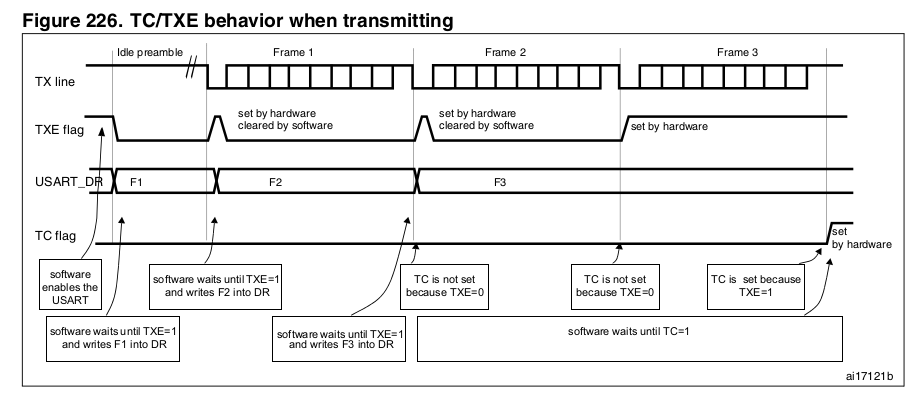 Figure 226. TC/TXE behavior when transmitting
Idle preamble
Frame 1
Frame 2
Frame 3
TX line
TXE flag
set by hardware
cleared by software
set by hardware
cleared by software
set by hardware
USART_DR
F1
F2
F3
TC flag
set
by hardware
software
enables the
USART
software waits until TXE=1
and writes F2 into DR
TC is not set
because TXE=0
TC is not set
because TXE=0
TC is set because
TXE=1
software waits until TXE=1
and writes F1 into DR
software waits until TXE=1
and writes F3 into DR
software waits until TC=1
ai17121b